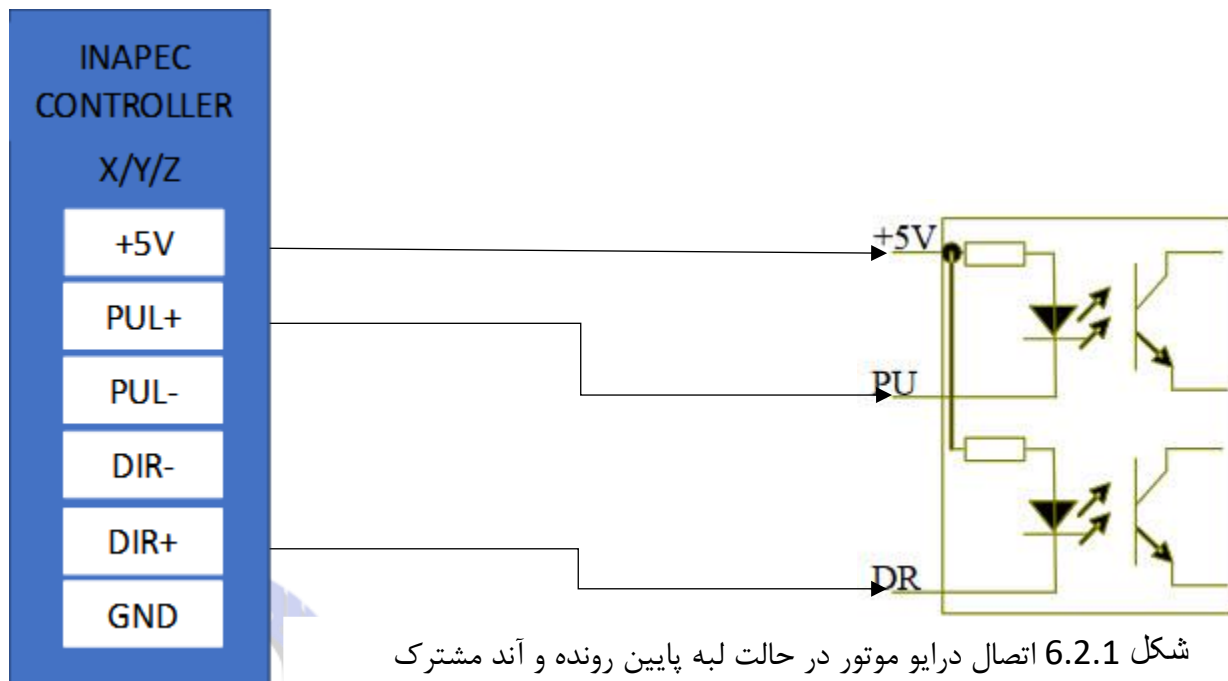 INAPEC
CONTROLLER
X/Y/Z
+5V
PUL+
PUL-
DIR-
DIR+
GND
+5V
PU
DR
شکل 6.2.1 اتصال درایو موتور در حالت لبه پایین رونده و آند مشترک